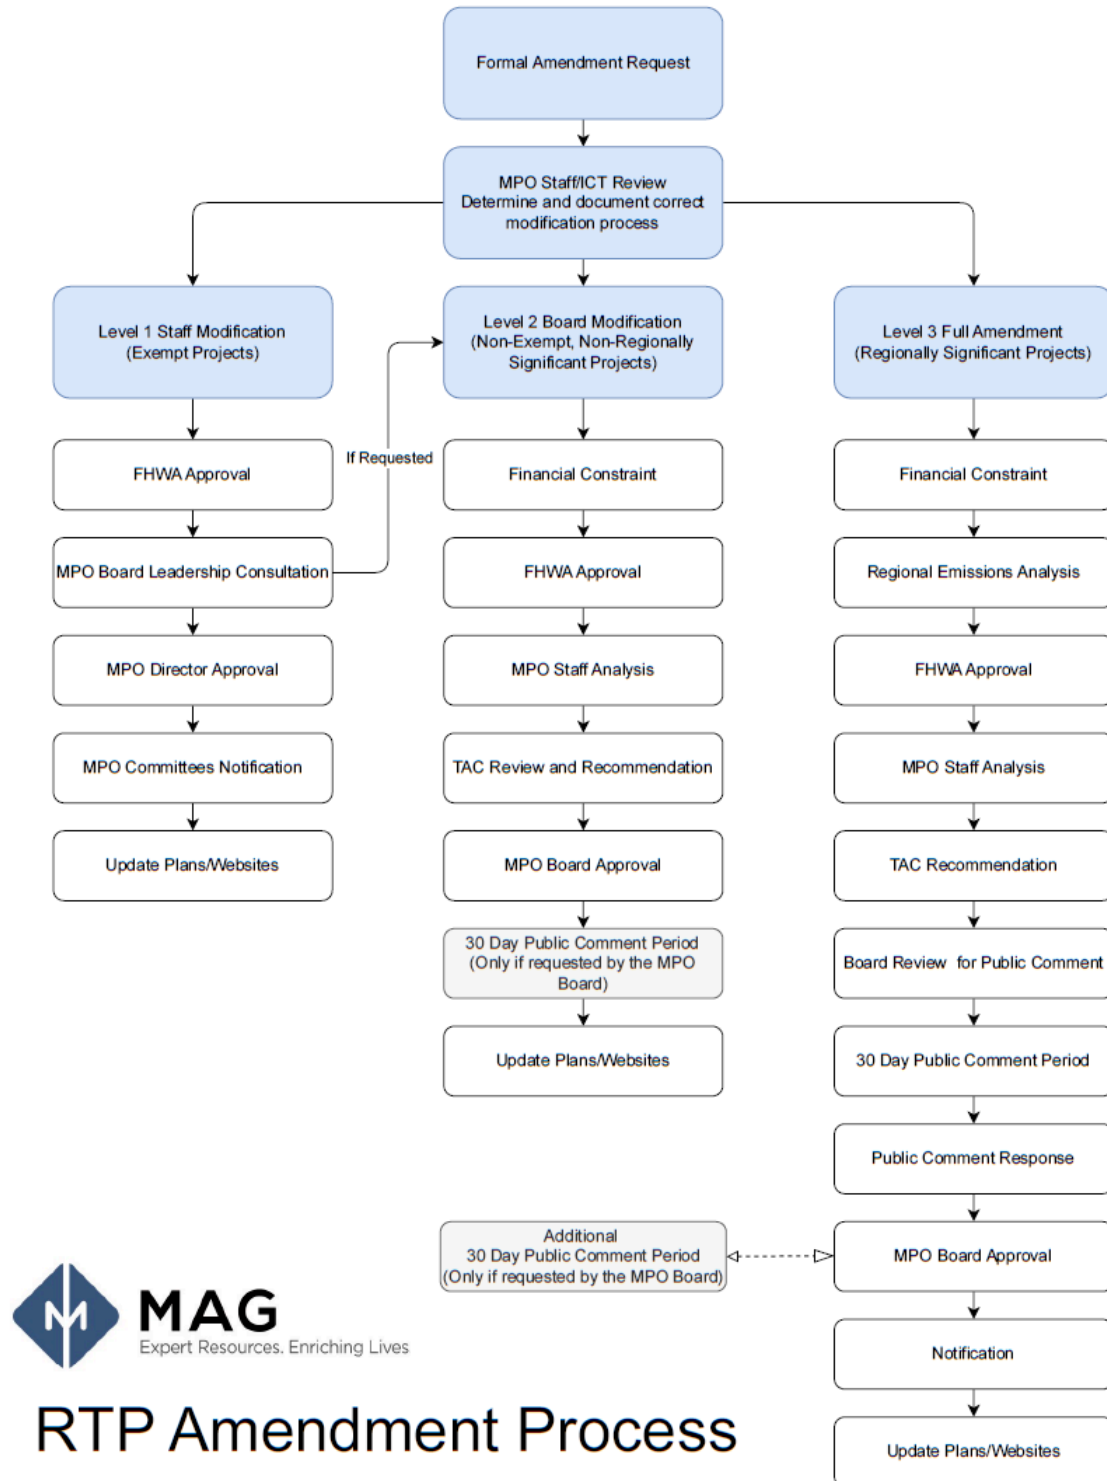 Formal Amendment Request
MPO Staff/ICT Review
Determine and document correct
modification process
Level 1 Staff Modification
(Exempt Projects)
Level 2 Board Modification
(Non-Exempt, Non-Regionally
Significant Projects)
Level 3 Full Amendment
(Regionally Significant Projects)
If Requested
FHWA Approval
MPO Board Leadership Consultation
MPO Director Approval
MPO Committees Notification
Update Plans/Websites
Financial Constraint
FHWA Approval
MPO Staff Analysis
TAC Review and Recommendation
MPO Board Approval
30 Day Public Comment Period
(Only if requested by the MPO
Board)
Update Plans/Websites
Financial Constraint
Regional Emissions Analysis
FHWA Approval
MPO Staff Analysis
TAC Recommendation
Board Review for Public Comment
30 Day Public Comment Period
Public Comment Response
MPO Board Approval
Additional
30 Day Public Comment Period
(Only if requested by the MPO Board)
Notification
Update Plans/Websites
MAG
Expert Resources. Enriching Lives
RTP Amendment Process